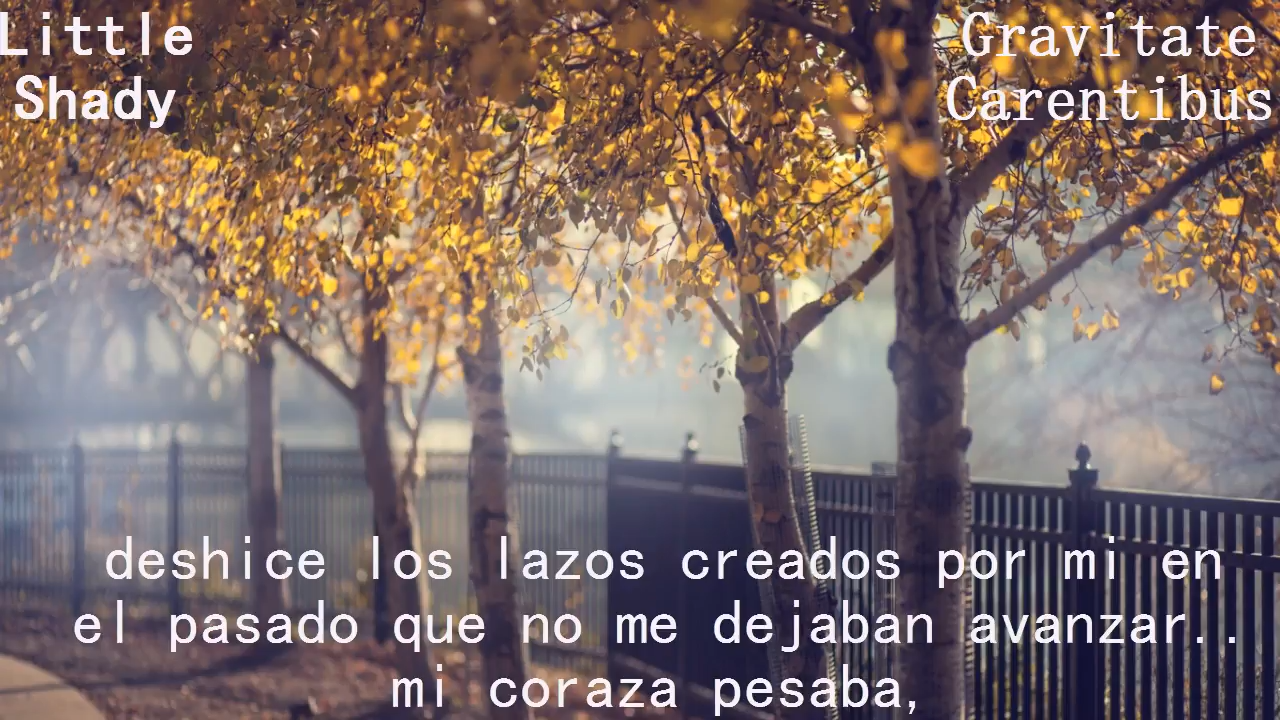 Little
Shady
Gravitate
Carentibus
deshice los lazos creados por mi en
el pasado que no me dejaban avanzar..
mi coraza pesaba,